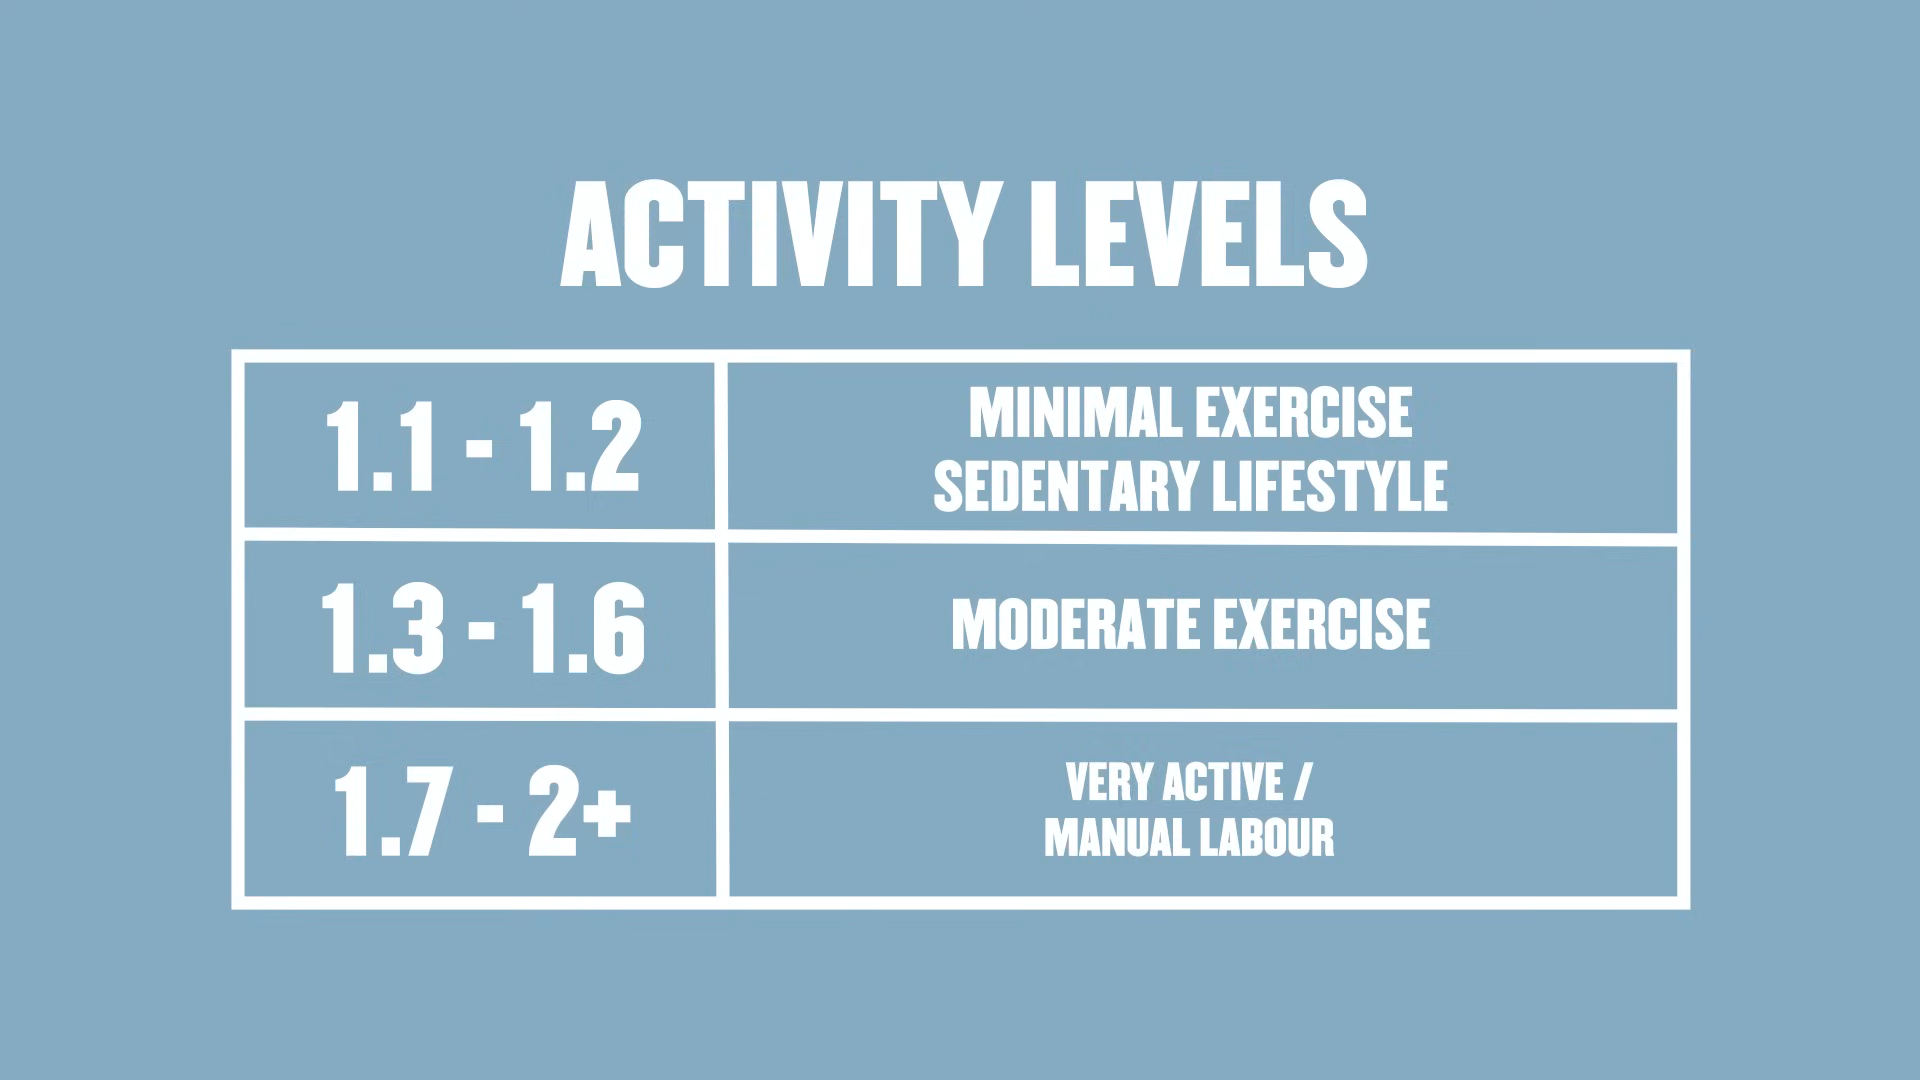 ACTIVITY LEVELS
1.1 - 1.2
MINIMAL EXERCISE
SEDENTARY LIFESTYLE
1.3 - 1.6
MODERATE EXERCISE
1.7 - 2+
VERY ACTIVE /
MANUAL LABOUR